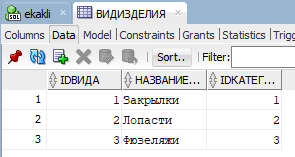 ekakli ВИДИЗДЕЛИЯ
Columns Data Model Constraints Grants Statistics Trigg
Sort.. Filter:
IDВИДА НАЗВАНИЕ... IDКАТЕГ...
1 1 Закрылки 1
2 2 Лопасти 2
3 3 Фюзеляжи 3